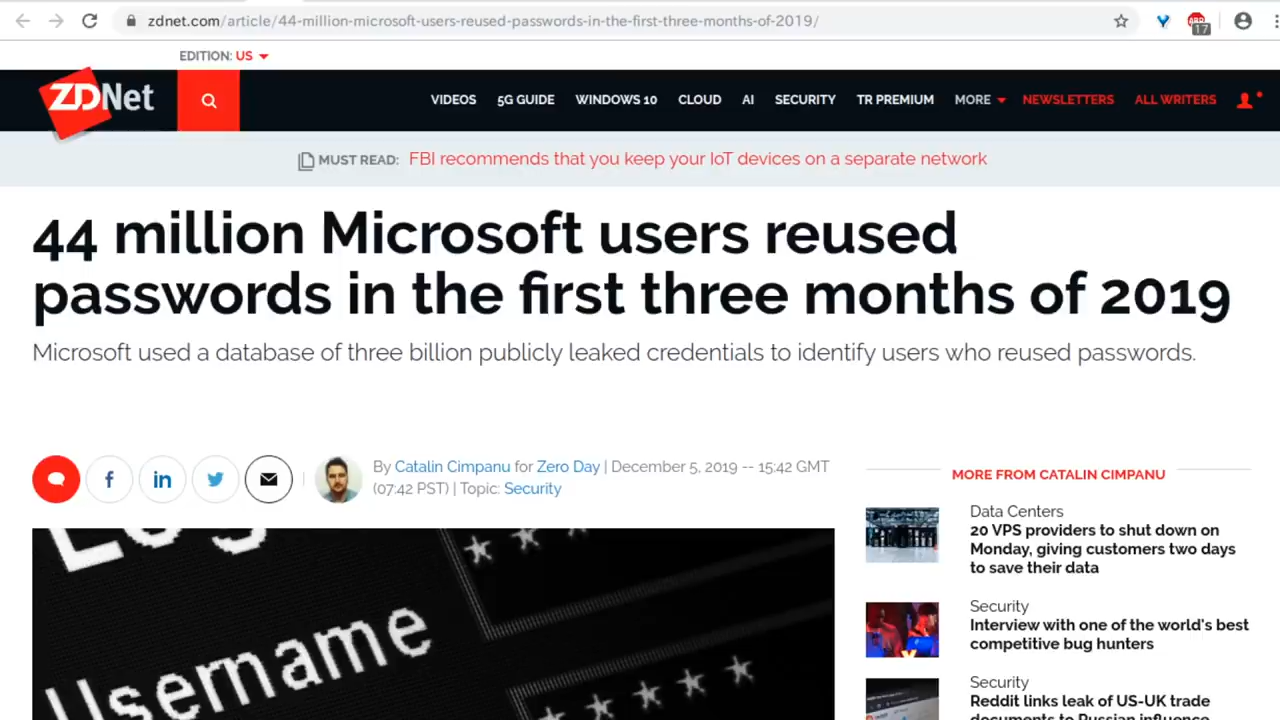 zdnet.com/article/44-million-microsoft-users-reused-passwords-in-the-first-three-months-of-2019/
17
EDITION: US
ZDNet
VIDEOS 5G GUIDE WINDOWS 10 CLOUD AI SECURITY TR PREMIUM MORE NEWSLETTERS ALL WRITERS
MUST READ: FBI recommends that you keep your IoT devices on a separate network
44 million Microsoft users reused
passwords in the first three months of 2019
Microsoft used a database of three billion publicly leaked credentials to identify users who reused passwords.
By Catalin Cimpanu for Zero Day | December 5, 2019 -- 15:42 GMT
(07:42 PST) | Topic: Security
Username
MORE FROM CATALIN CIMPANU
Data Centers
20 VPS providers to shut down on
Monday, giving customers two days
to save their data
Security
Interview with one of the world's best
competitive bug hunters
Security
Reddit links leak of US-UK trade
documents to Russian influence